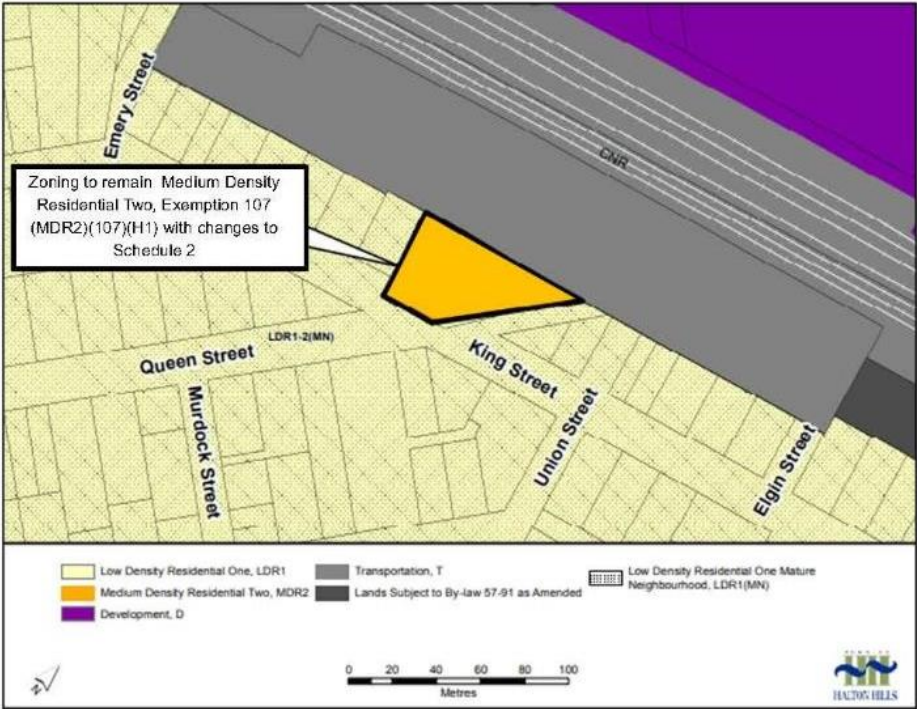 Emery Street
CNR
Zoning to remain Medium Density
Residential Two, Exemption 107
(MDR2)(107)(H1) with changes to
Schedule 2
LDR1-2(MN)
Queen Street
King Street
Murdock Street
Union Street
Elgin Street
Low Density Residential One, LDR1
Medium Density Residential Two, MDR2
Development, D
Transportation, T
Lands Subject to By-law 57-91 as Amended
Low Density Residential One Mature
Neighbourhood, LDR1(MN)
N
0 20 40 60 80 100
Metres
HALTON HILLS